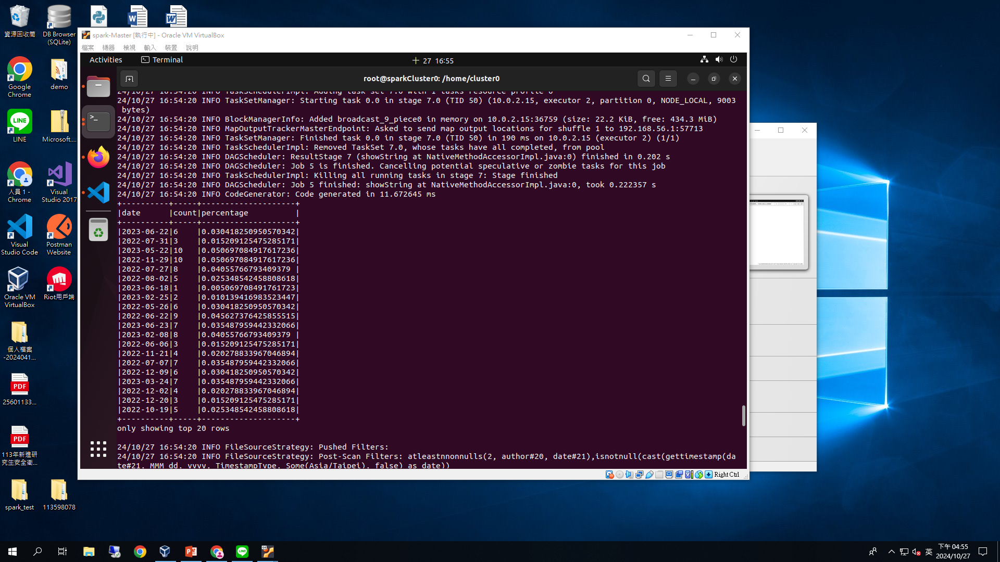 資源回收筒
DB Browser
(SQLite)
Google
Chrome
demo
LINE
Microsoft....
人員 1 -
Chrome
Visual
Studio 2017
Visual
Studio Code
Postman
Website
Oracle VM
VirtualBox
Riot用戶端
個人檔案
-2024041...
PDF
25601133...
PDF
113年新進研
究生安全衛...
spark_test
113598078
spark-Master [執行中] - Oracle VM VirtualBox
檔案 機器 檢視 輸入 裝置 說明
Activities Terminal 十 27 16:55
root@sparkCluster0: /home/cluster0
24/10/27 16:54:20 INFO TaskSchedulerImpl: Adding task set 7.0 with 1 tasks resource profile 0
24/10/27 16:54:20 INFO TaskSetManager: Starting task 0.0 in stage 7.0 (TID 50) (10.0.2.15, executor 2, partition 0, NODE_LOCAL, 9003
 bytes)
24/10/27 16:54:20 INFO BlockManagerInfo: Added broadcast_9_piece0 in memory on 10.0.2.15:36759 (size: 22.2 KiB, free: 434.3 MiB)
24/10/27 16:54:20 INFO MapOutputTrackerMasterEndpoint: Asked to send map output locations for shuffle 1 to 192.168.56.1:57713
24/10/27 16:54:20 INFO TaskSetManager: Finished task 0.0 in stage 7.0 (TID 50) in 190 ms on 10.0.2.15 (executor 2) (1/1)
24/10/27 16:54:20 INFO TaskSchedulerImpl: Removed TaskSet 7.0, whose tasks have all completed, from pool
24/10/27 16:54:20 INFO DAGScheduler: ResultStage 7 (showString at NativeMethodAccessorImpl.java:0) finished in 0.202 s
24/10/27 16:54:20 INFO DAGScheduler: Job 5 is finished. Cancelling potential speculative or zombie tasks for this job
24/10/27 16:54:20 INFO TaskSchedulerImpl: Killing all running tasks in stage 7: Stage finished
24/10/27 16:54:20 INFO DAGScheduler: Job 5 finished: showString at NativeMethodAccessorImpl.java:0, took 0.222357 s
24/10/27 16:54:20 INFO CodeGenerator: Code generated in 11.672645 ms
+----------+-----+--------------------+
|date      |count|percentage          |
+----------+-----+--------------------+
|2023-06-22|6    |0.030418250950570342|
|2022-07-31|3    |0.015209125475285171|
|2023-05-22|10   |0.050697084917617236|
|2022-11-29|10   |0.050697084917617236|
|2022-07-27|8    |0.04055766793409379 |
|2022-08-02|5    |0.025348542458808618|
|2023-06-18|1    |0.005069708491761723|
|2023-02-25|2    |0.010139416983523447|
|2022-05-26|6    |0.030418250950570342|
|2022-06-22|9    |0.045627376425855515|
|2023-06-23|7    |0.035487959442332066|
|2023-02-08|8    |0.04055766793409379 |
|2022-06-06|3    |0.015209125475285171|
|2022-11-21|4    |0.020278833967046894|
|2022-07-07|7    |0.035487959442332066|
|2022-12-09|6    |0.030418250950570342|
|2023-03-24|7    |0.035487959442332066|
|2022-12-02|4    |0.020278833967046894|
|2022-12-20|3    |0.015209125475285171|
|2022-10-19|5    |0.025348542458808618|
+----------+-----+--------------------+
only showing top 20 rows
24/10/27 16:54:20 INFO FileSourceStrategy: Pushed Filters:
24/10/27 16:54:20 INFO FileSourceStrategy: Post-Scan Filters: atleastnnonnulls(2, author#20, date#21),isnotnull(cast(gettimestamp(da
te#21, MMM dd, yyyy, TimestampType, Some(Asia/Taipei), false) as date))
Right Ctrl
英
下午 04:55
2024/10/27